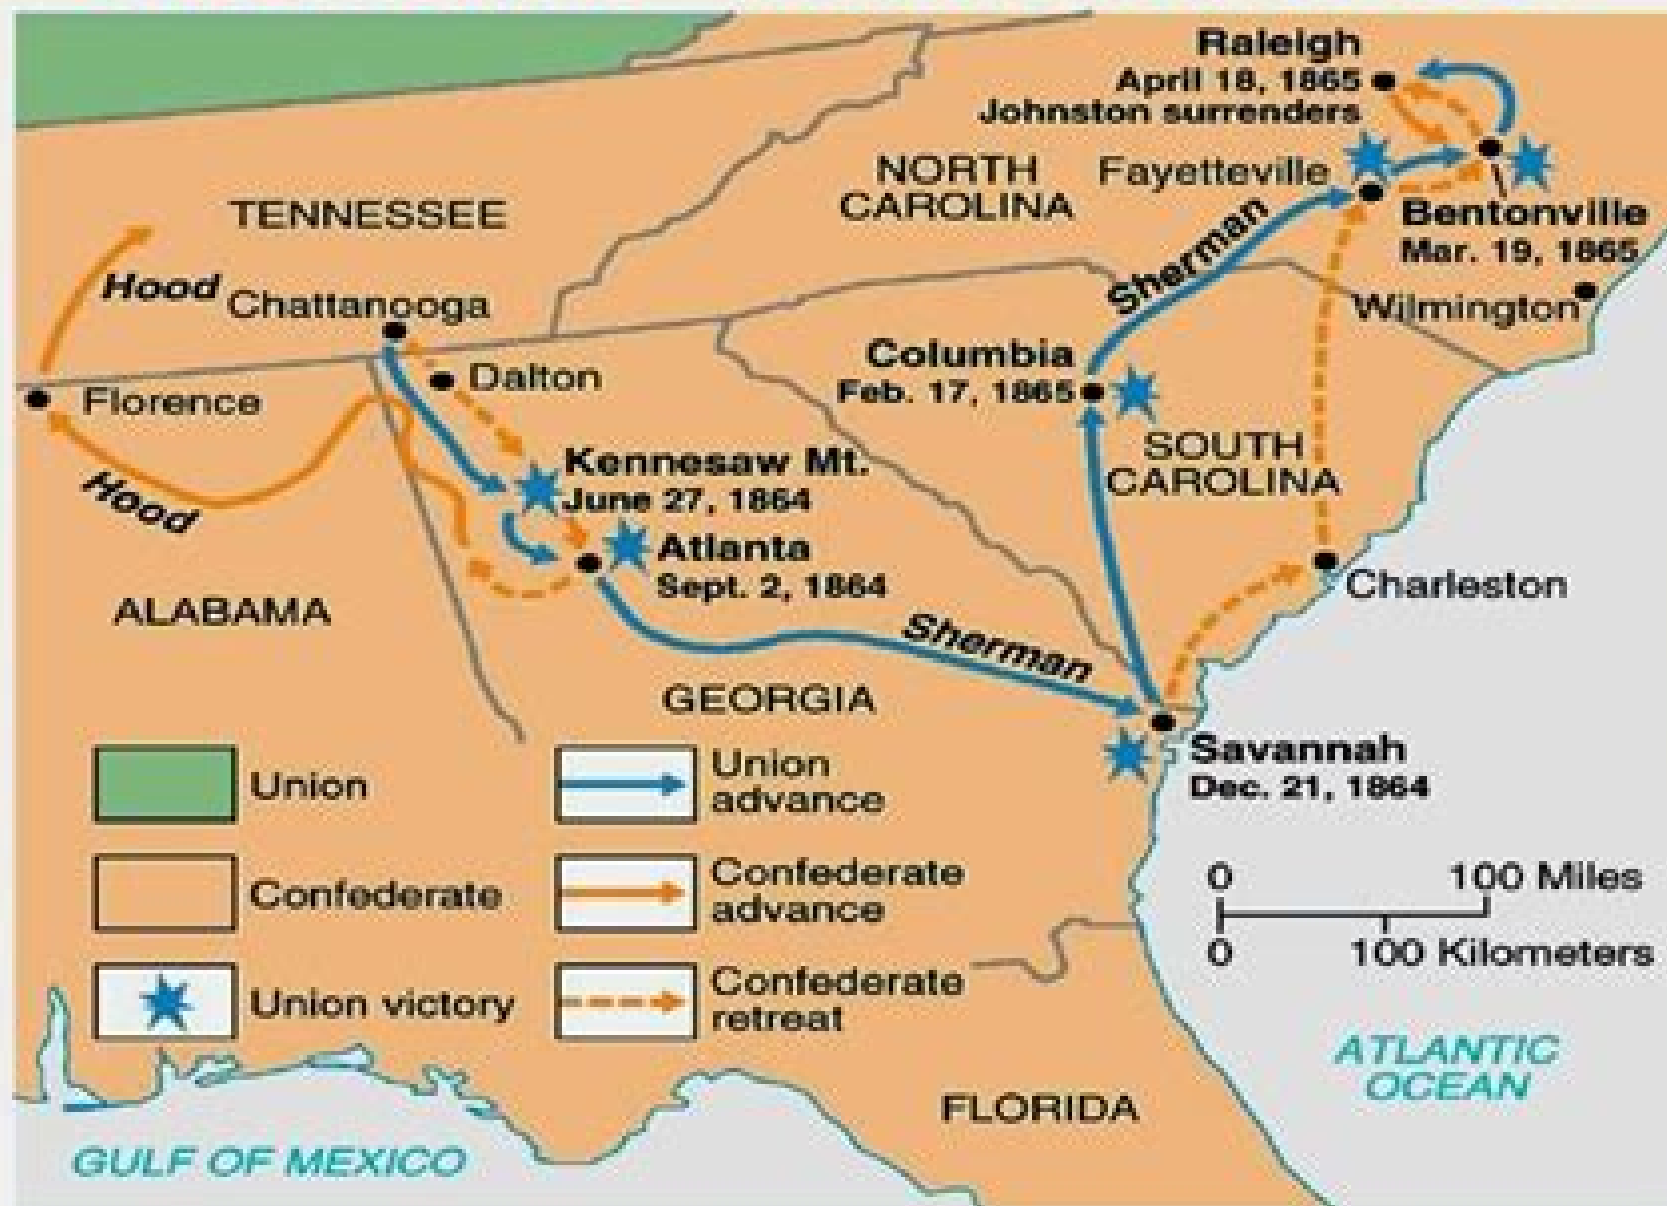 Raleigh
April 18, 1865
Johnston surrenders
NORTH
CAROLINA
Fayetteville
Bentonville
Mar. 19, 1865
Wilmington
TENNESSEE
Hood
Chattanooga
Sherman
Dalton
Florence
Columbia
Feb. 17, 1865
SOUTH
CAROLINA
Hood
Kennesaw Mt.
June 27, 1864
Atlanta
Sept. 2, 1864
Charleston
ALABAMA
Sherman
GEORGIA
Savannah
Dec. 21, 1864
Union
Confederate
Union victory
Union
advance
Confederate
advance
Confederate
retreat
0 100 Miles
0 100 Kilometers
ATLANTIC
OCEAN
FLORIDA
GULF OF MEXICO